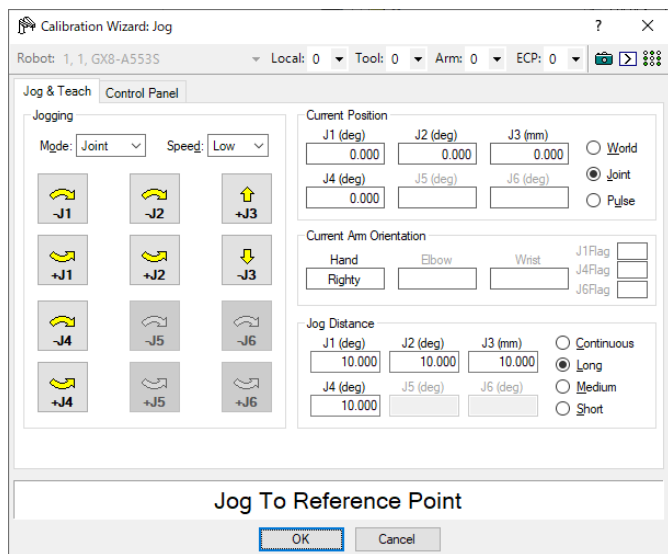 Calibration Wizard: Jog ? ×
Robot: 1, 1, GX8-A553S Local: 0 Tool: 0 Arm: 0 ECP: 0
Jog & Teach Control Panel
Jogging
Mode: Joint Speed: Low
-J1 -J2 +J3
+J1 +J2 -J3
-J4 -J5 -J6
+J4 +J5 +J6
Current Position
J1 (deg) J2 (deg) J3 (mm)
0.000 0.000 0.000
J4 (deg) J5 (deg) J6 (deg)
0.000
World
Joint
Pulse
Current Arm Orientation
Hand Elbow Wrist
Righty
J1Flag
J4Flag
J6Flag
Jog Distance
J1 (deg) J2 (deg) J3 (mm)
10.000 10.000 10.000
J4 (deg) J5 (deg) J6 (deg)
10.000
Continuous
Long
Medium
Short
Jog To Reference Point
OK Cancel